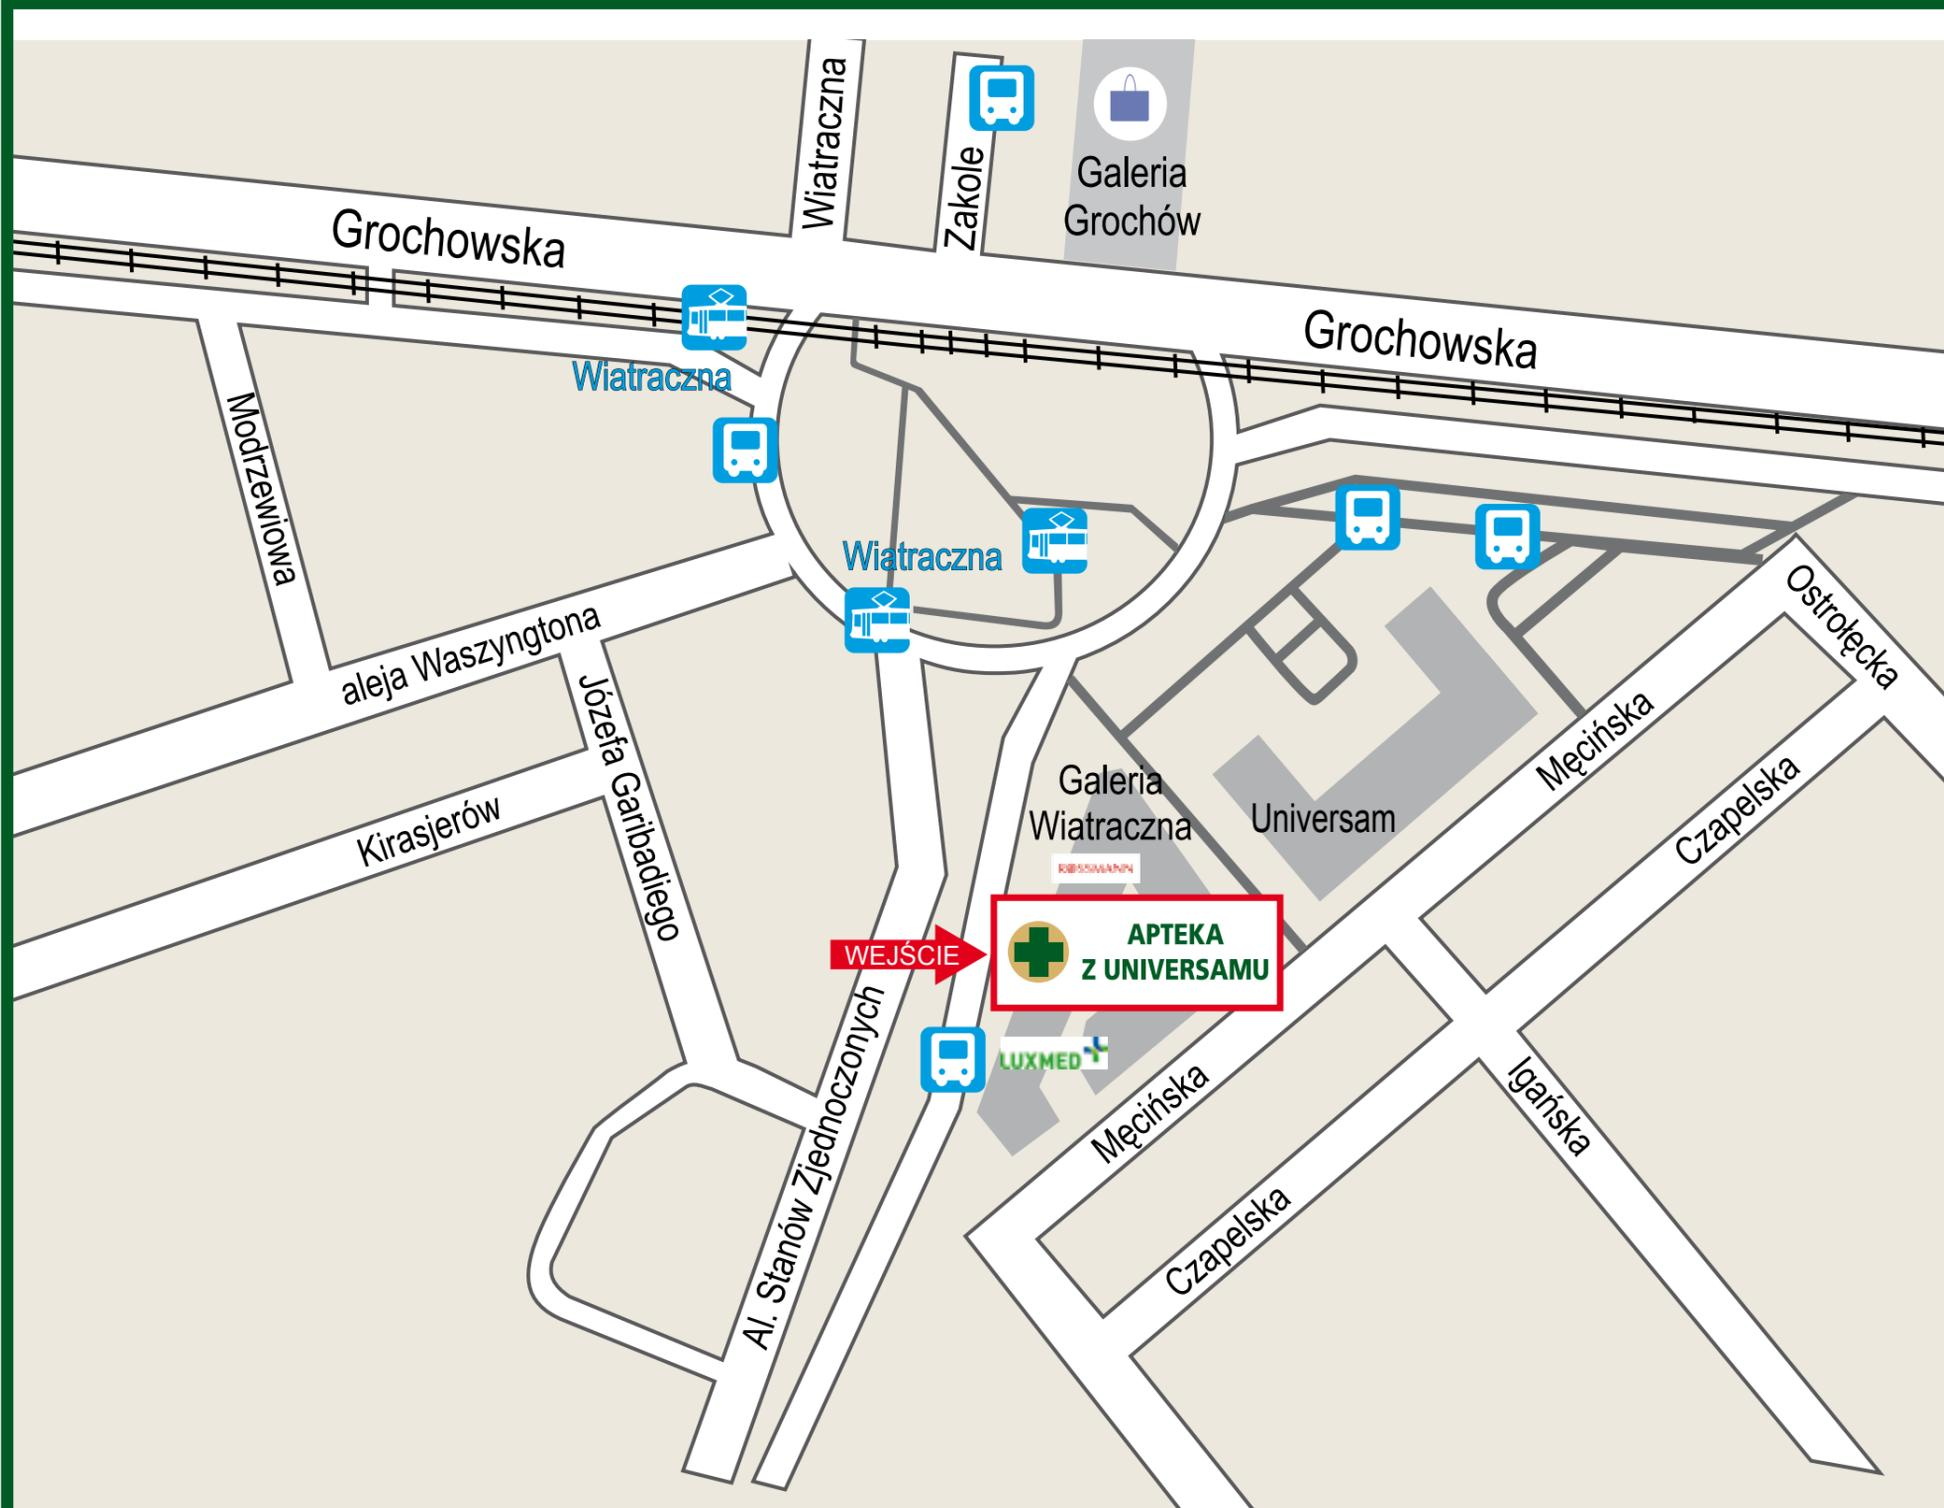 Wiatraczna
Zakole
Galeria
Grochów
Grochowska
Grochowska
Wiatraczna
Modrzewiowa
Wiatraczna
Ostrołęcka
aleja Waszyngtona
Józefa Garibadiego
Męcińska
Galeria
Wiatraczna
Universam
Czapelska
Kirasjerów
ROSSMANN
WEJŚCIE
APTEKA
Z UNIVERSAMU
LUXMED
Al. Stanów Zjednoczonych
Męcińska
Igańska
Czapelska